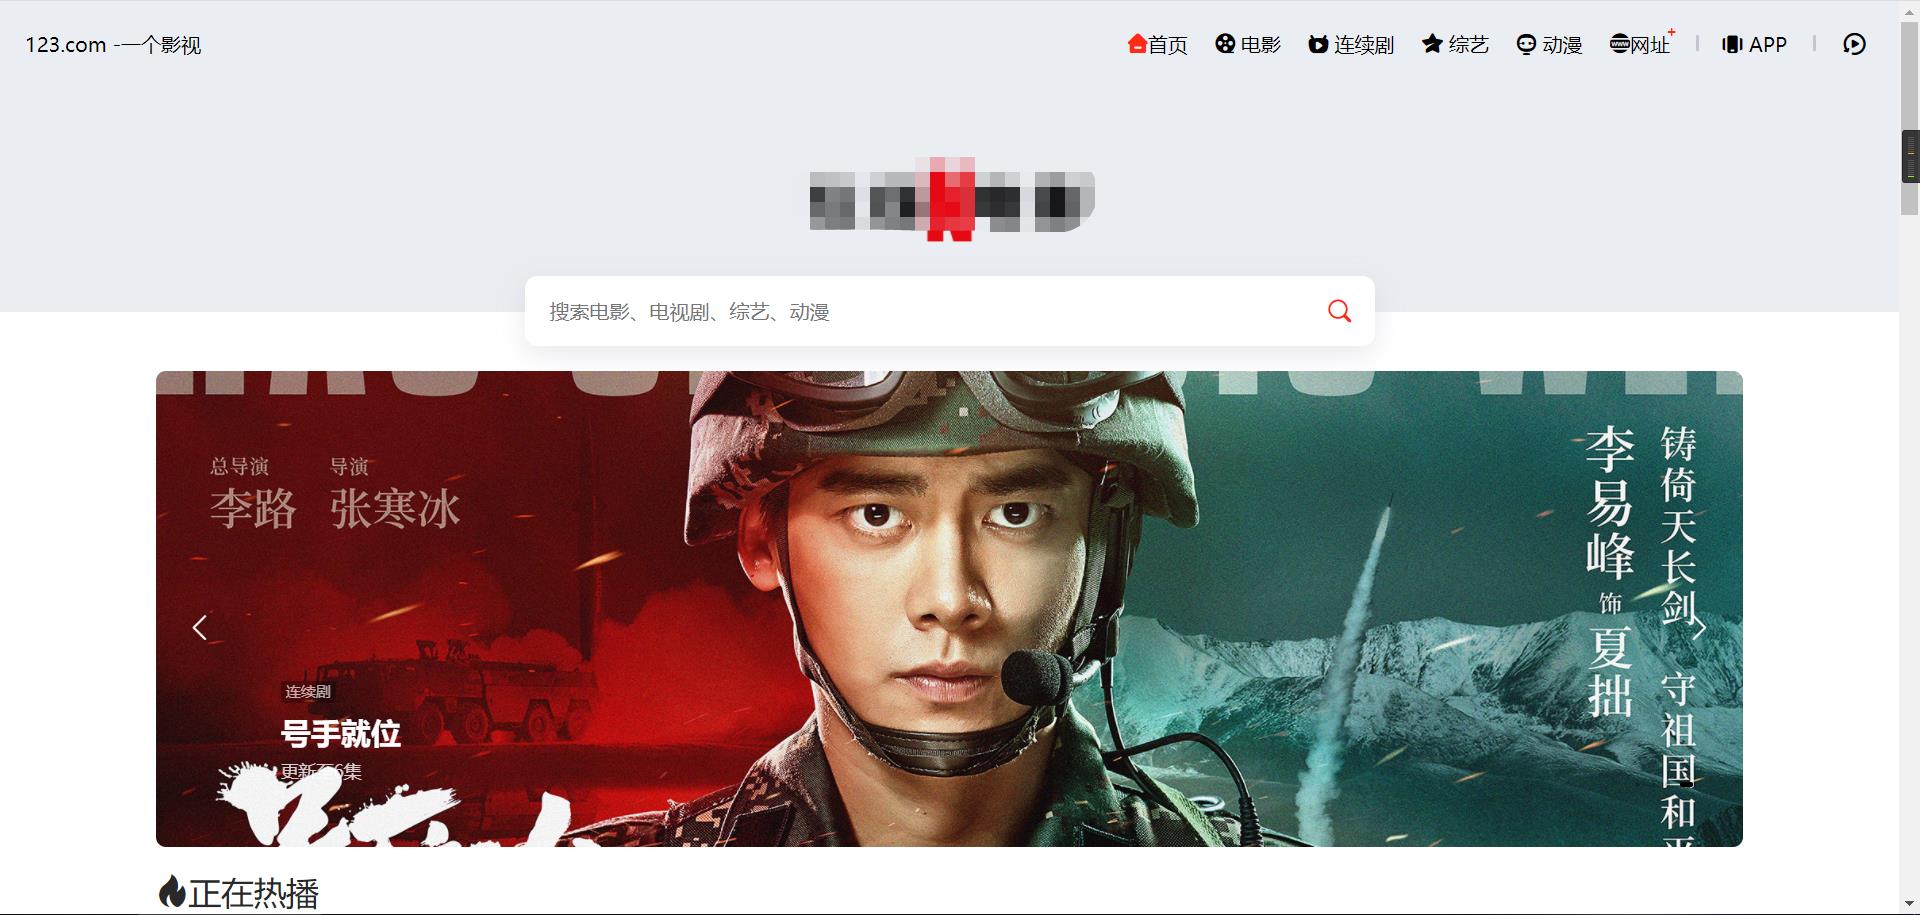 123.com -一个影视
首页
电影
连续剧
综艺
动漫
网址
APP
搜索电影、电视剧、综艺、动漫
总导演
李路
导演
张寒冰
铸倚天长剑 守祖国和平
李易峰 饰 夏拙
连续剧
号手就位
更新至6集
正在热播